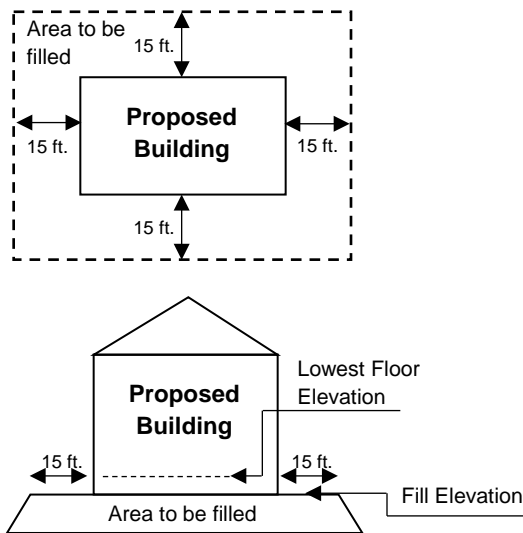 Area to be
filled
15 ft.
Proposed
Building
15 ft.
15 ft.
15 ft.
Lowest Floor
Elevation
Proposed
Building
15 ft.
15 ft.
Fill Elevation
Area to be filled